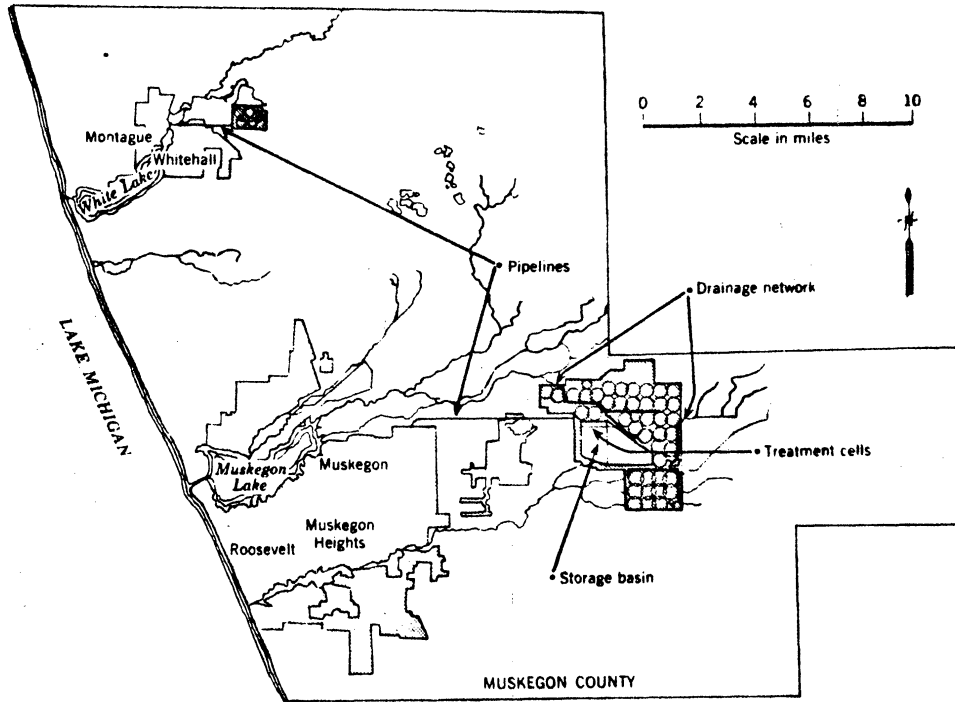 0 2 4 6 8 10
Scale in miles
Montague
Whitehall
White Lake
Pipelines
Drainage network
LAKE MICHIGAN
Treatment cells
Muskegon
Lake
Muskegon
Muskegon
Heights
Roosevelt
Storage basin
MUSKEGON COUNTY